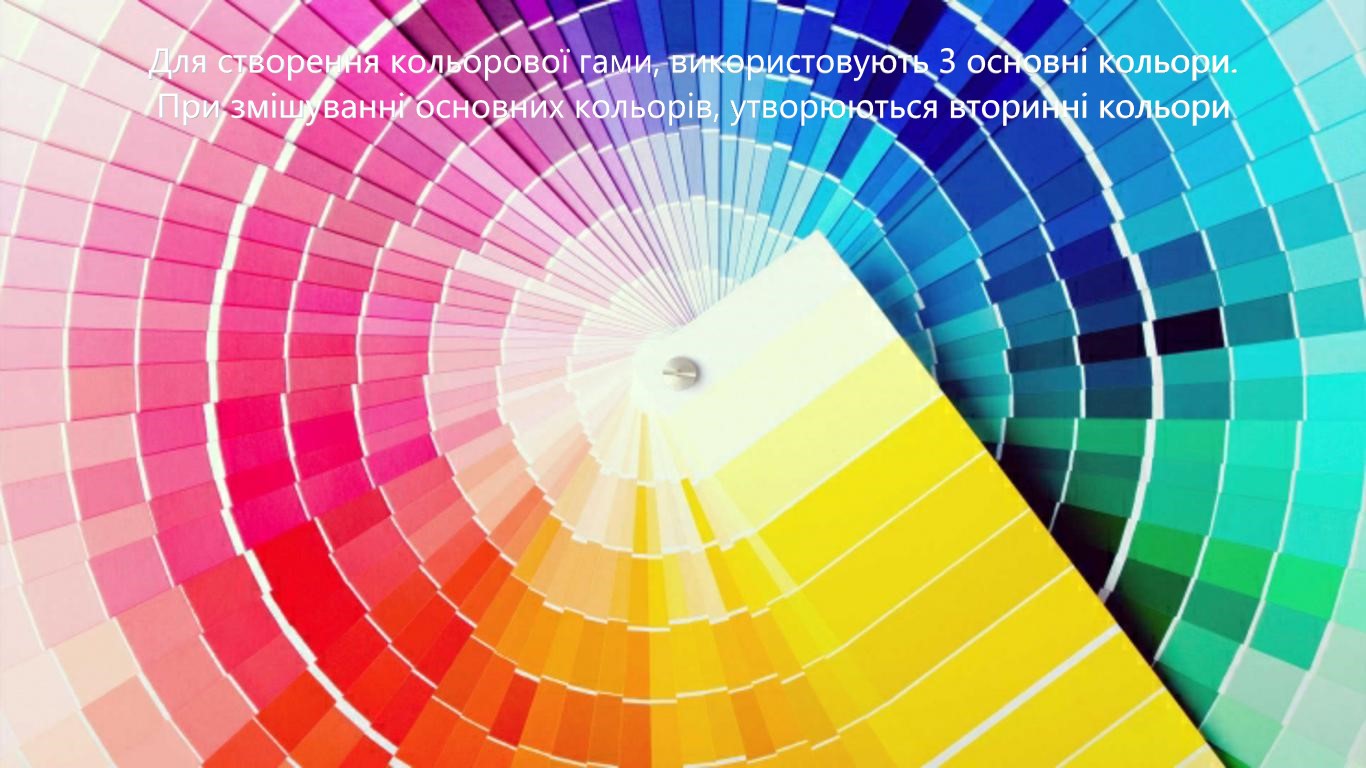 Для створення кольорової гами, використовують 3 основні кольори.
При змішуванні основних кольорів, утворюються вторинні кольори